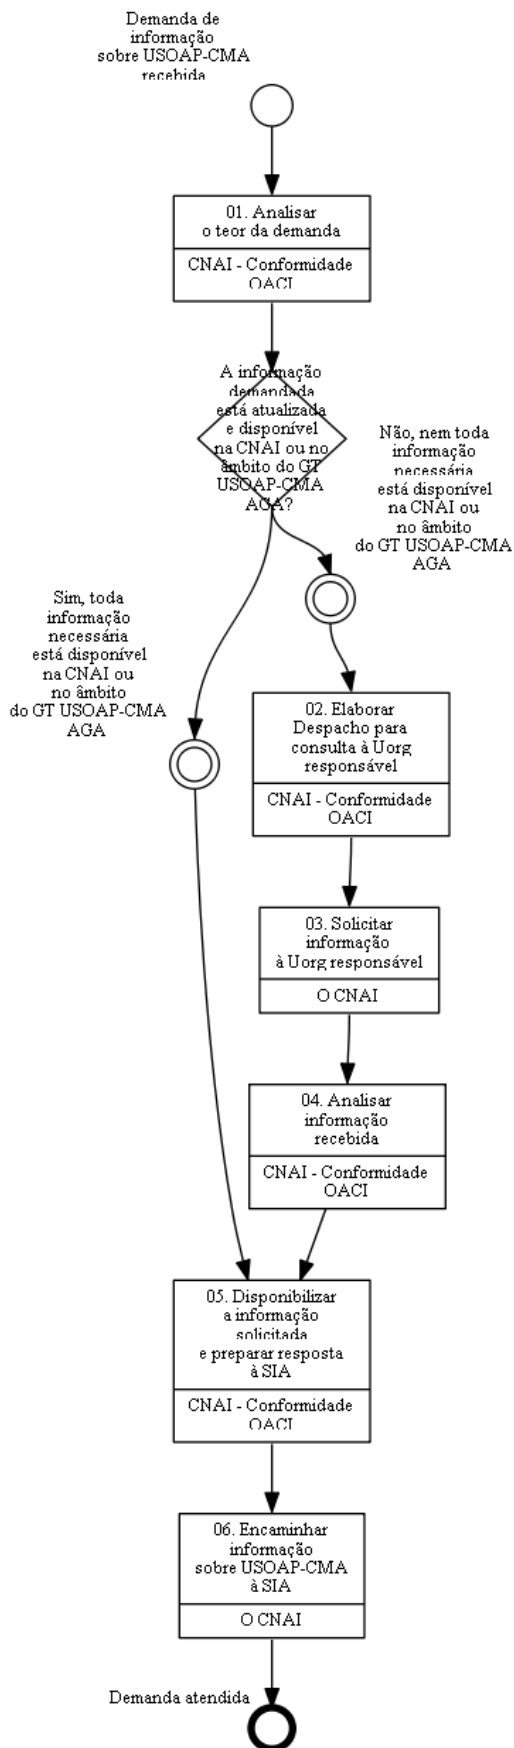 Demanda de
informação
sobre USOAP-CMA
recebida
01. Analisar
o teor da demanda
CNAI - Conformidade
OACI
A informação
demandada
está atualizada
e disponível
na CNAI ou no
âmbito do GT
USOAP-CMA
AGA?
Não, nem toda
informação
necessária
está disponível
na CNAI ou
no âmbito
do GT USOAP-CMA
AGA
Sim, toda
informação
necessária
está disponível
na CNAI ou
no âmbito
do GT USOAP-CMA
AGA
02. Elaborar
Despacho para
consulta à Uorg
responsável
CNAI - Conformidade
OACI
03. Solicitar
informação
à Uorg responsável
O CNAI
04. Analisar
informação
recebida
CNAI - Conformidade
OACI
05. Disponibilizar
a informação
solicitada
e preparar resposta
à SIA
CNAI - Conformidade
OACI
06. Encaminhar
informação
sobre USOAP-CMA
à SIA
O CNAI
Demanda atendida